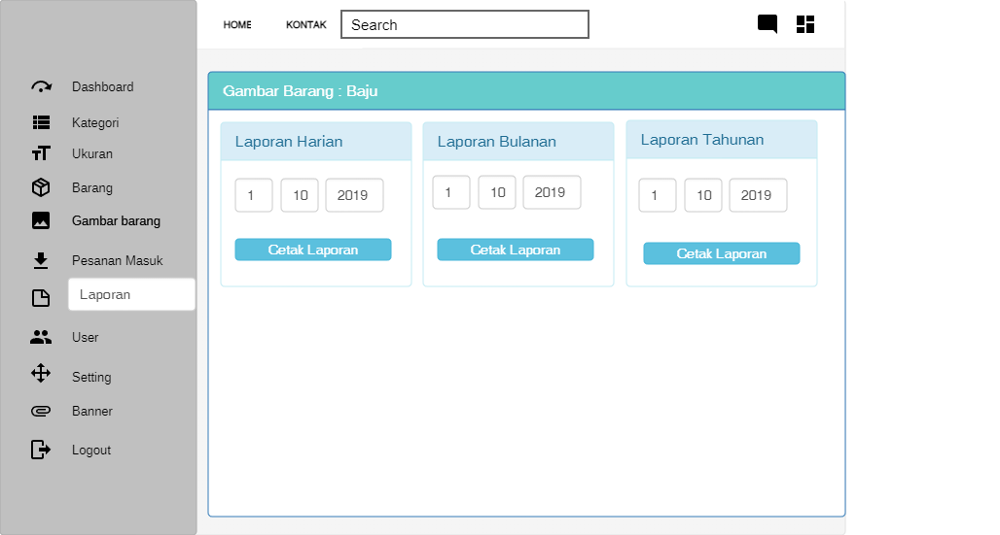 HOME
KONTAK
Search
Dashboard
Kategori
Ukuran
Barang
Gambar barang
Pesanan Masuk
Laporan
User
Setting
Banner
Logout
Gambar Barang : Baju
Laporan Harian
1 10 2019
Cetak Laporan
Laporan Bulanan
1 10 2019
Cetak Laporan
Laporan Tahunan
1 10 2019
Cetak Laporan